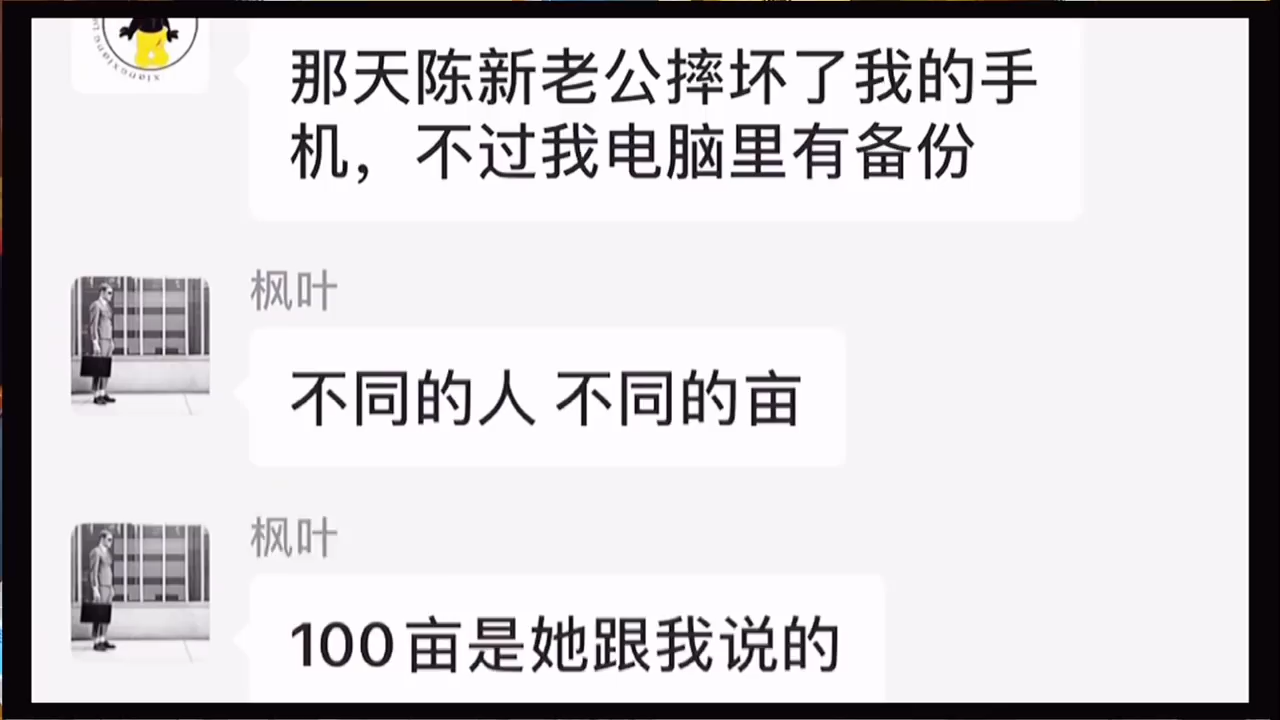 那天陈新老公摔坏了我的手
机，不过我电脑里有备份
枫叶
不同的人 不同的亩
枫叶
100亩是她跟我说的